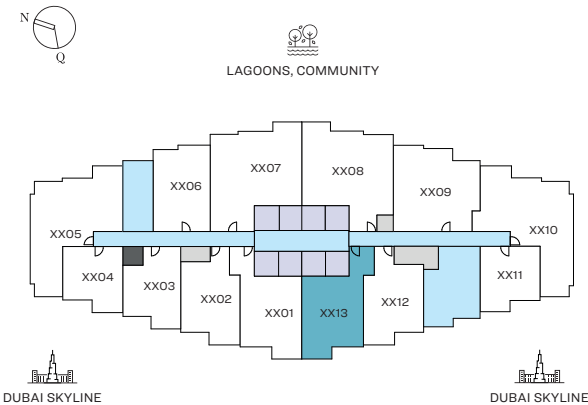 N
Q
LAGOONS, COMMUNITY
XX07
XX08
XX06
XX09
XX05
XX10
XX04
XX03
XX02
XX01
XX13
XX12
XX11
DUBAI SKYLINE
DUBAI SKYLINE